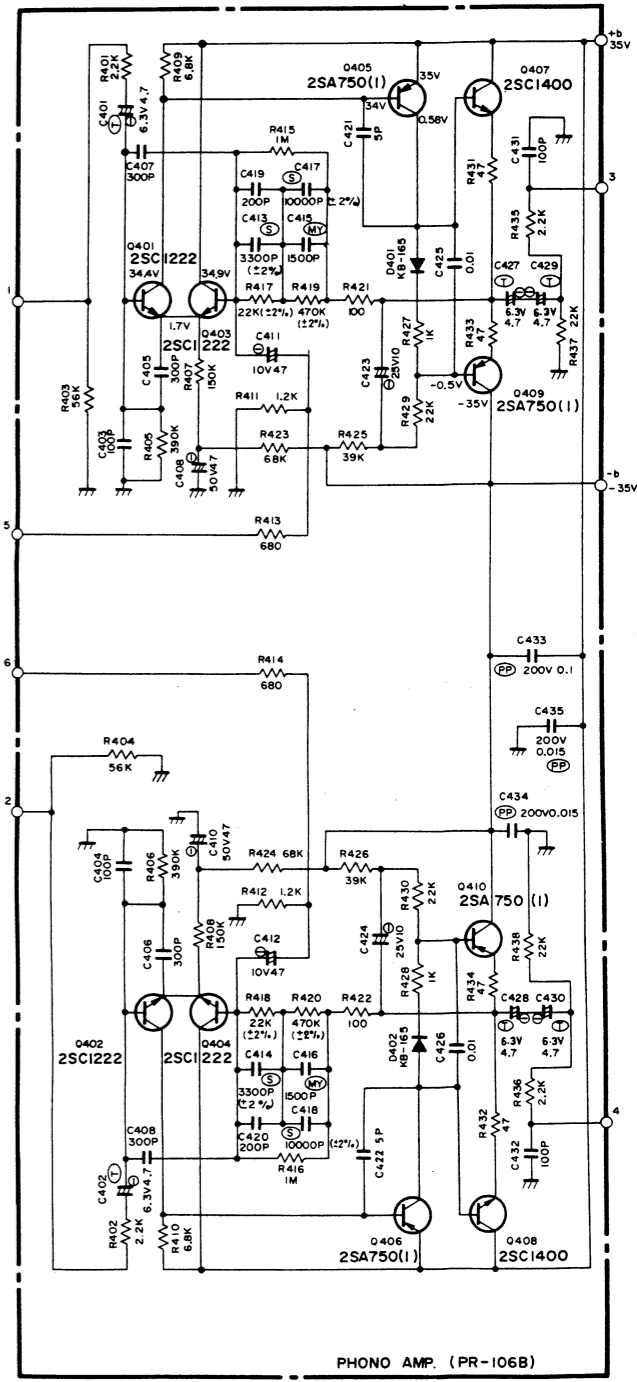 +b
35V
R401
2.2K
R409
6.8K
Q405
2SA750(1)
35V
34V
0.58V
Q407
2SC1400
C401
T
6.3V4.7
C421
5P
R415
1M
C407
300P
C419
200P
S
C417
10000P
(±2%)
C413
S
3300P
(±2%)
C415
MY
1500P
R431
47
C431
100P
3
R435
2.2K
Q401
2SC1222
34.4V
34.9V
D401
KB-165
C425
0.01
C427
C429
T
T
1
R417
22K(±2%)
R419
470K
(±2%)
R421
100
6.3V
4.7
6.3V
4.7
1.7V
Q403
2SC1222
C411
10V47
R433
47
22K
R437
R427
1K
C405
300P
R407
150K
C423
25V10
-0.5V
Q409
2SA750(1)
-35V
R403
56K
R411
1.2K
R429
22K
C403
100P
R405
390K
C408
50V47
R423
68K
R425
39K
-b
-35V
5
R413
680
6
R414
680
C433
PP
200V 0.1
C435
200V
0.015
PP
R404
56K
2
C434
PP
200V0.015
C410
50V47
C404
100P
R406
390K
R424
68K
R426
39K
R430
22K
Q410
2SA750 (1)
R412
1.2K
R408
150K
C424
25V10
R438
22K
C406
300P
C412
10V47
R428
1K
R434
47
C428
C430
R418
22K
(±2%)
R420
470K
(±2%)
R422
100
T
T
6.3V
4.7
6.3V
4.7
Q402
2SC1222
Q404
2SC1222
D402
KB-165
C426
0.01
C414
S
3300P
(±2%)
C416
MY
1500P
C418
S
10000P
(±2%)
C420
200P
R436
2.2K
4
C408
300P
R416
1M
C422
5P
R432
47
C432
100P
C402
T
6.3V4.7
R402
2.2K
R410
6.8K
Q406
2SA750(1)
Q408
2SC1400
PHONO AMP. (PR-106B)